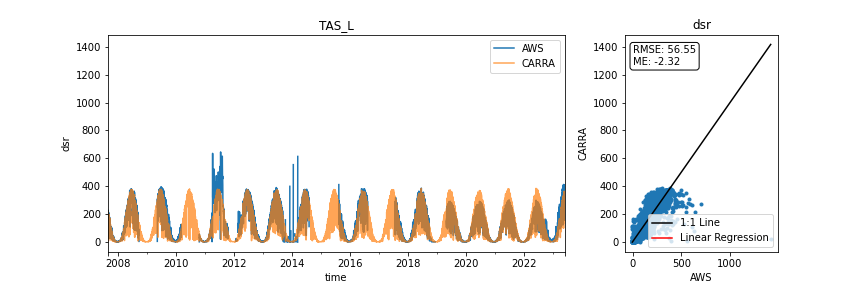 TAS_L
dsr
1400
1200
1000
800
600
400
200
0
2008
2010
2012
2014
2016
2018
2020
2022
time
dsr
AWS
CARRA
dsr
1400
1200
1000
800
600
400
200
0
0
500
1000
AWS
CARRA
RMSE: 56.55
ME: -2.32
1:1 Line
Linear Regression